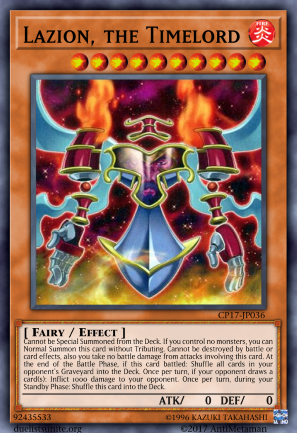 LAZION, THE TIMELORD
FIRE
炎
CP17-JP036
[ FAIRY / EFFECT ]
Cannot be Special Summoned from the Deck. If you control no monsters, you can
Normal Summon this card without Tributing. Cannot be destroyed by battle or
card effects, also you take no battle damage from attacks involving this card. At
the end of the Battle Phase, if this card battled: Shuffle all cards in your
opponent's Graveyard into the Deck. Once per turn, if your opponent draws a
card(s): Inflict 1000 damage to your opponent. Once per turn, during your
Standby Phase: Shuffle this card into the Deck.
ATK/ 0 DEF/ 0
92435533
©1996 KAZUKI TAKAHASHI
duelistsunite.org
©2017 AntiMetaman